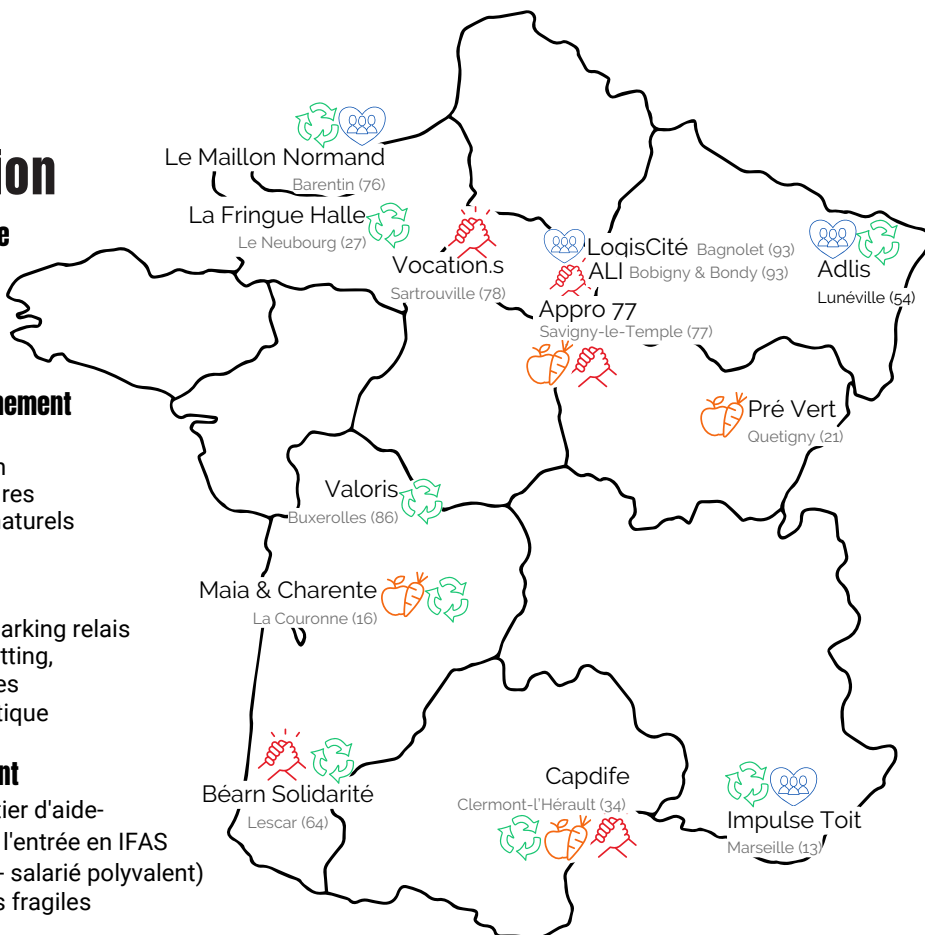 ion
e
nement
n
res
naturels
arking relais
tting,
es
tique
nt
tier d'aide-
l'entrée en IFAS
- salarié polyvalent)
s fragiles
Le Maillon Normand
Barentin (76)
La Fringue Halle
Le Neubourg (27)
Vocation.s
Sartrouville (78)
LogisCité Bagnolet (93)
ALI Bobigny & Bondy (93)
Appro 77
Savigny-le-Temple (77)
Adlis
Lunéville (54)
Pré Vert
Quetigny (21)
Valoris
Buxerolles (86)
Maia & Charente
La Couronne (16)
Béarn Solidarité
Lescar (64)
Capdife
Clermont-l'Hérault (34)
Impulse Toit
Marseille (13)